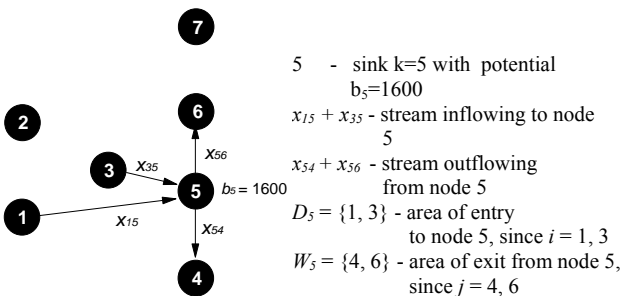 7
5 - sink k=5 with potential
b5=1600
6
x15 + x35 - stream inflowing to node
5
2
x56
x54 + x56 - stream outflowing
from node 5
3
x35
5
b5 = 1600
D5 = {1, 3} - area of entry
to node 5, since i = 1, 3
1
x15
x54
W5 = {4, 6} - area of exit from node 5,
since j = 4, 6
4